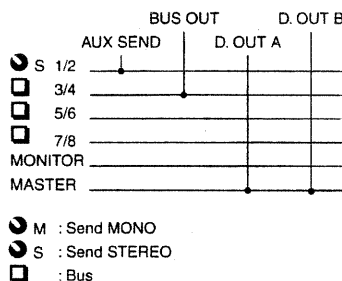 BUS OUT D. OUT B
AUX SEND D. OUT A
S 1/2
3/4
5/6
7/8
MONITOR
MASTER
M : Send MONO
S : Send STEREO
: Bus